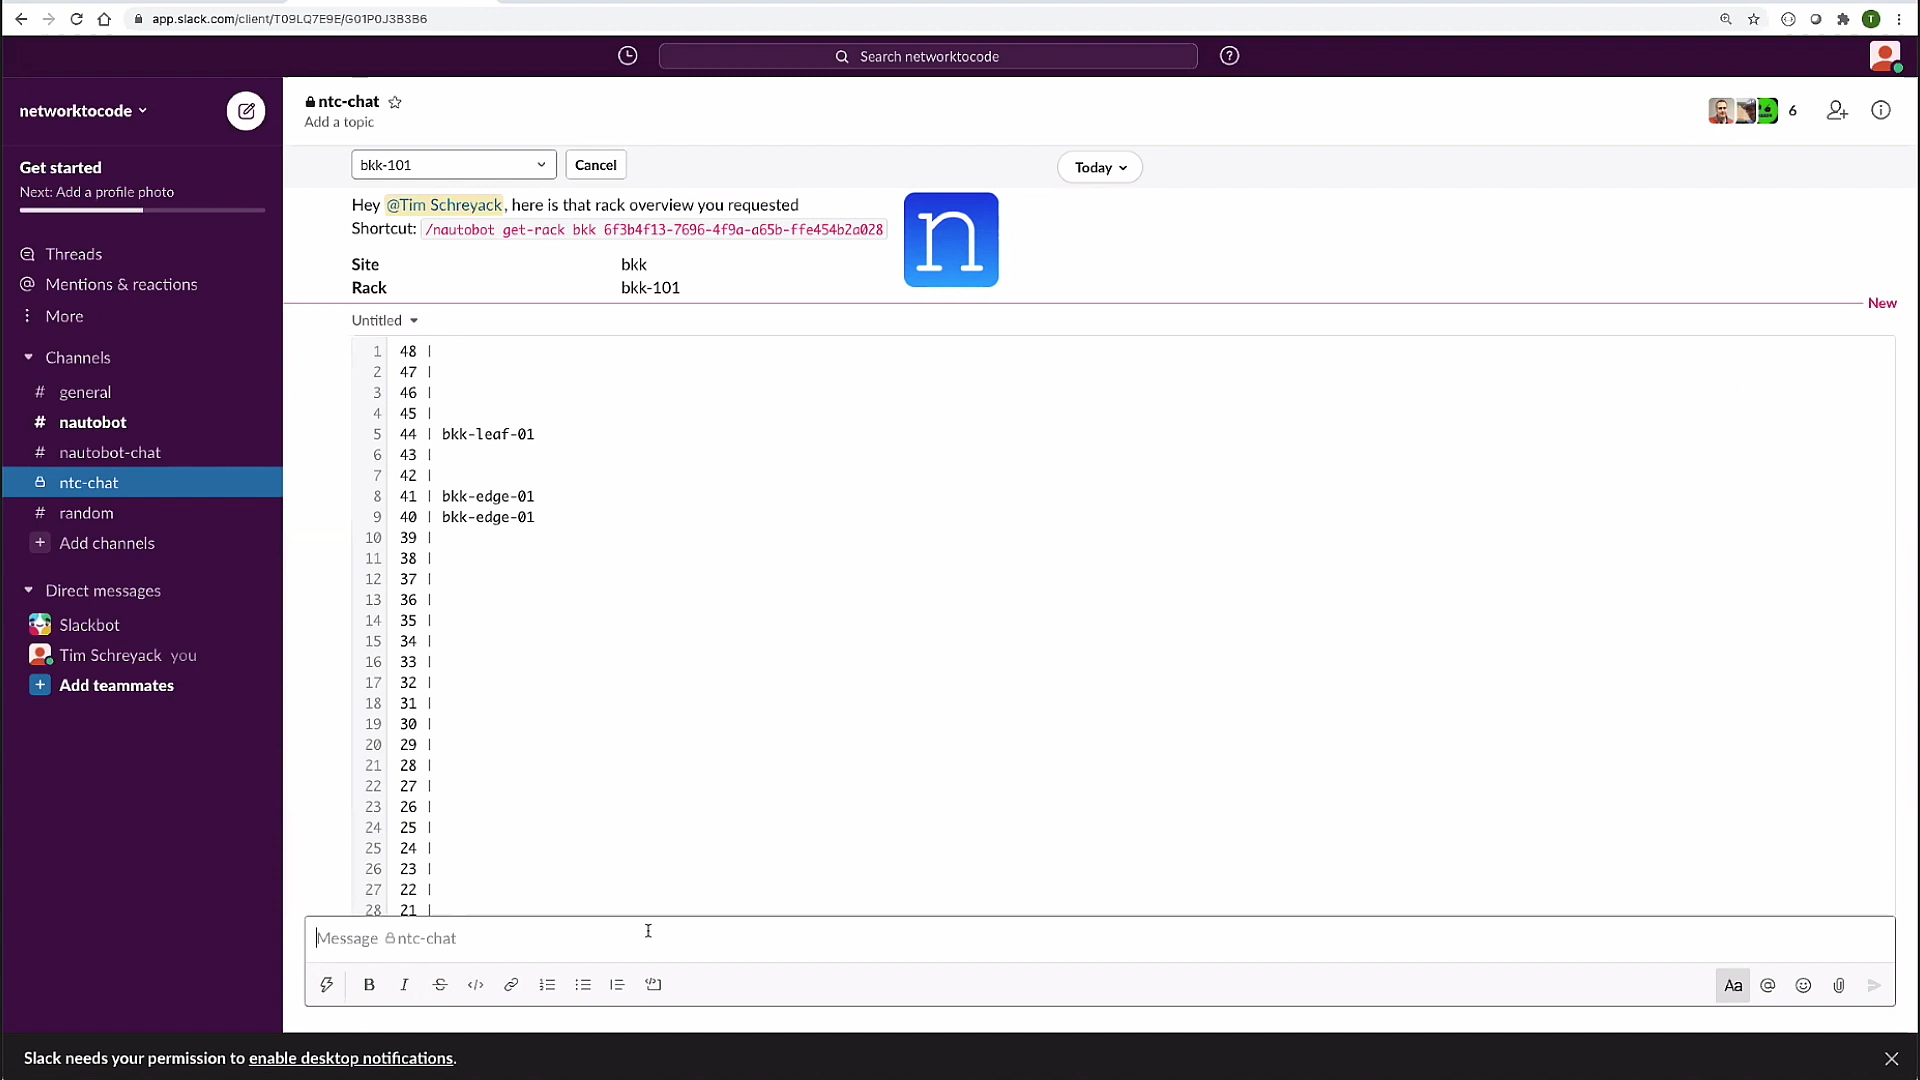 app.slack.com/client/T09LQ7E9E/G01P0J3B3B6
T
Search networktocode
networktocode
Get started
Next: Add a profile photo
Threads
Mentions & reactions
More
Channels
# general
# nautobot
# nautobot-chat
ntc-chat
# random
+ Add channels
Direct messages
Slackbot
Tim Schreyack you
+ Add teammates
ntc-chat
Add a topic
6
bkk-101
Cancel
Today
Hey @Tim Schreyack, here is that rack overview you requested
Shortcut: /nautobot get-rack bkk 6f3b4f13-7696-4f9a-a65b-ffe454b2a028
n
Site bkk
Rack bkk-101
New
Untitled
1 48 |
2 47 |
3 46 |
4 45 |
5 44 | bkk-leaf-01
6 43 |
7 42 |
8 41 | bkk-edge-01
9 40 | bkk-edge-01
10 39 |
11 38 |
12 37 |
13 36 |
14 35 |
15 34 |
16 33 |
17 32 |
18 31 |
19 30 |
20 29 |
21 28 |
22 27 |
23 26 |
24 25 |
25 24 |
26 23 |
27 22 |
28 21 |
Message ntc-chat
B I S </> Aa @
Slack needs your permission to enable desktop notifications.